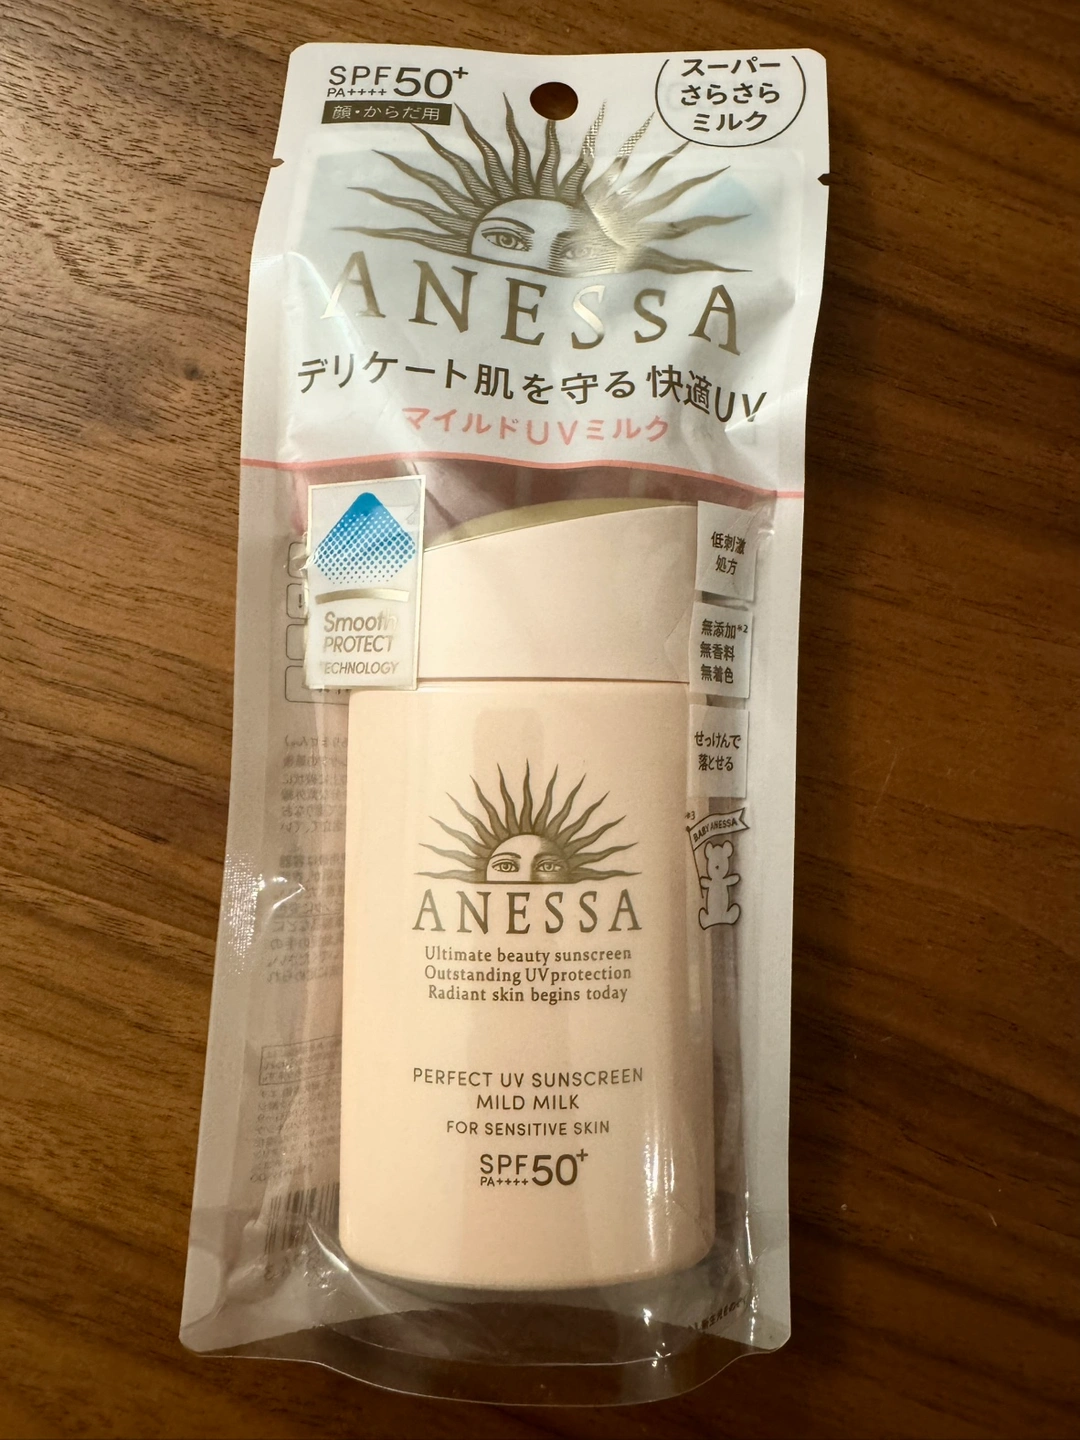 SPF50+
PA++++
顔・からだ用
スーパー
さらさら
ミルク
ANESSA
デリケート肌を守る快適UV
マイルドUVミルク
Smooth
PROTECT
TECHNOLOGY
低刺激
処方
無添加*2
無香料
無着色
せっけんで
落とせる
*3
BABY ANESSA
ANESSA
Ultimate beauty sunscreen
Outstanding UV protection
Radiant skin begins today
PERFECT UV SUNSCREEN
MILD MILK
FOR SENSITIVE SKIN
SPF50+
PA++++